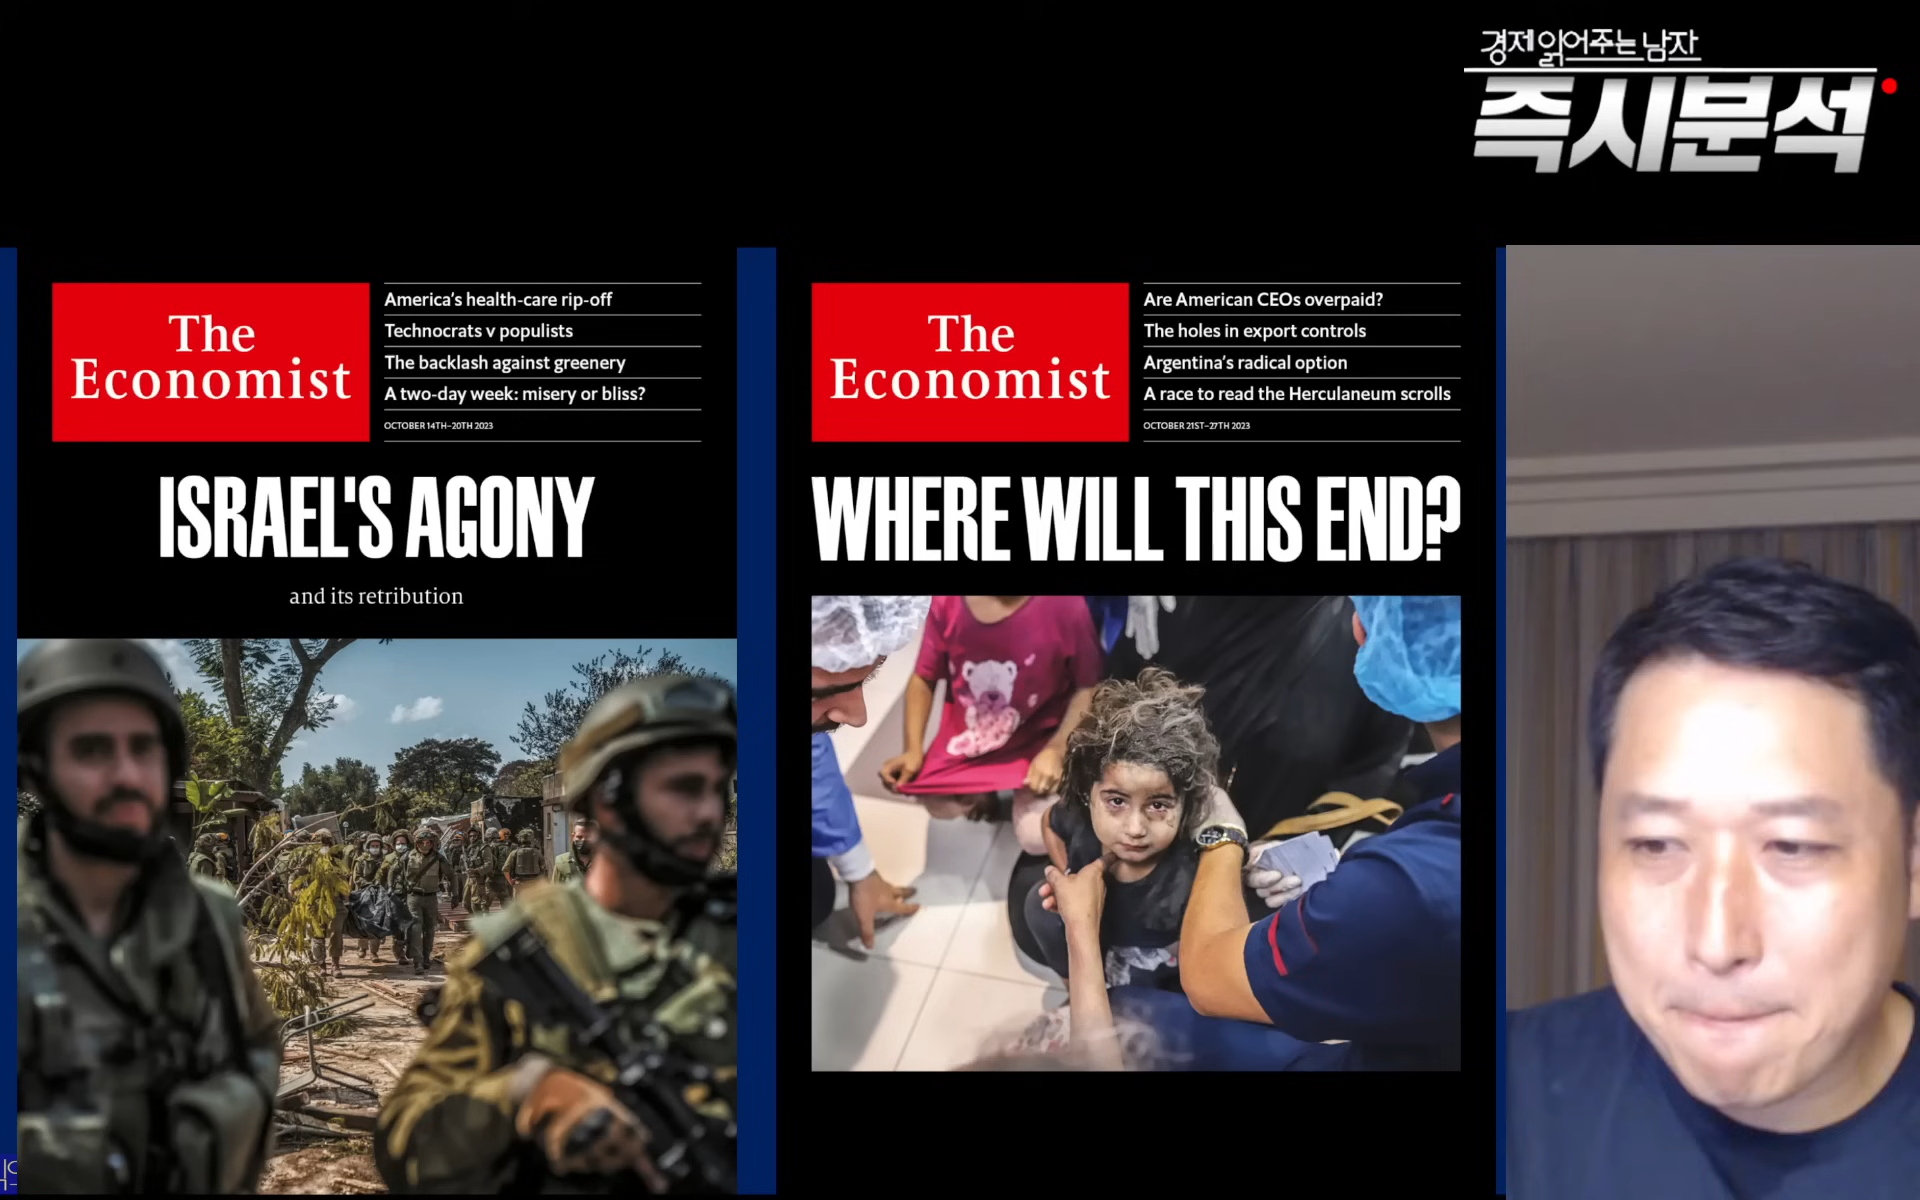 경제 읽어주는 남자
즉시분석
The
Economist
America's health-care rip-off
Technocrats v populists
The backlash against greenery
A two-day week: misery or bliss?
OCTOBER 14TH–20TH 2023
ISRAEL'S AGONY
and its retribution
The
Economist
Are American CEOs overpaid?
The holes in export controls
Argentina's radical option
A race to read the Herculaneum scrolls
OCTOBER 21ST–27TH 2023
WHERE WILL THIS END?